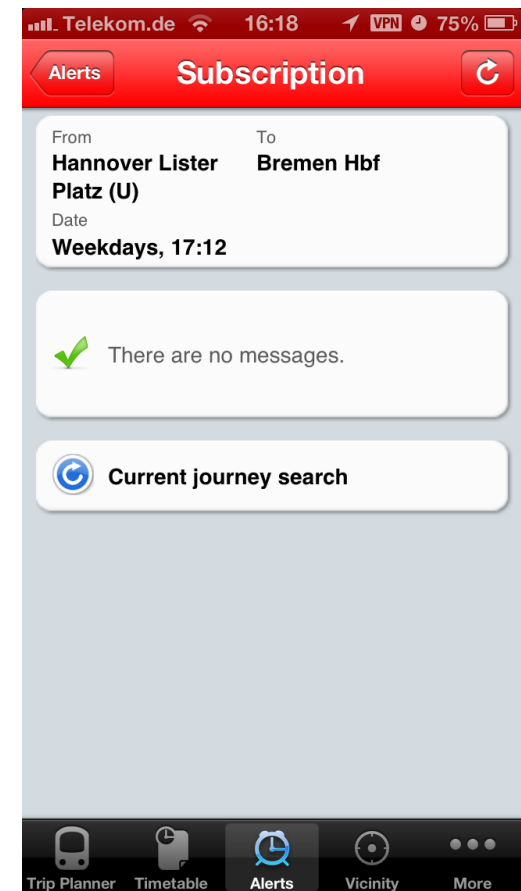 Telekom.de 16:18 VPN 75%
Alerts Subscription
From To
Hannover Lister Bremen Hbf
Platz (U)
Date
Weekdays, 17:12
There are no messages.
Current journey search
Trip Planner Timetable Alerts Vicinity More